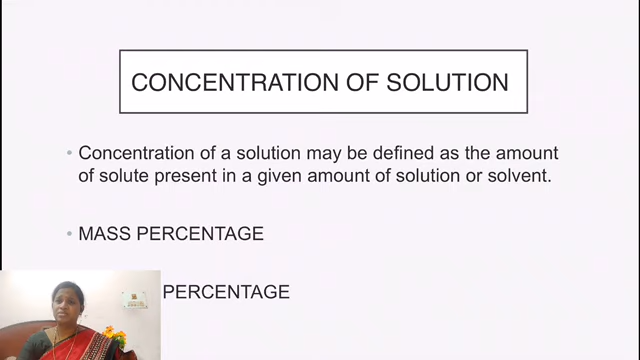 CONCENTRATION OF SOLUTION
• Concentration of a solution may be defined as the amount
of solute present in a given amount of solution or solvent.
• MASS PERCENTAGE
PERCENTAGE